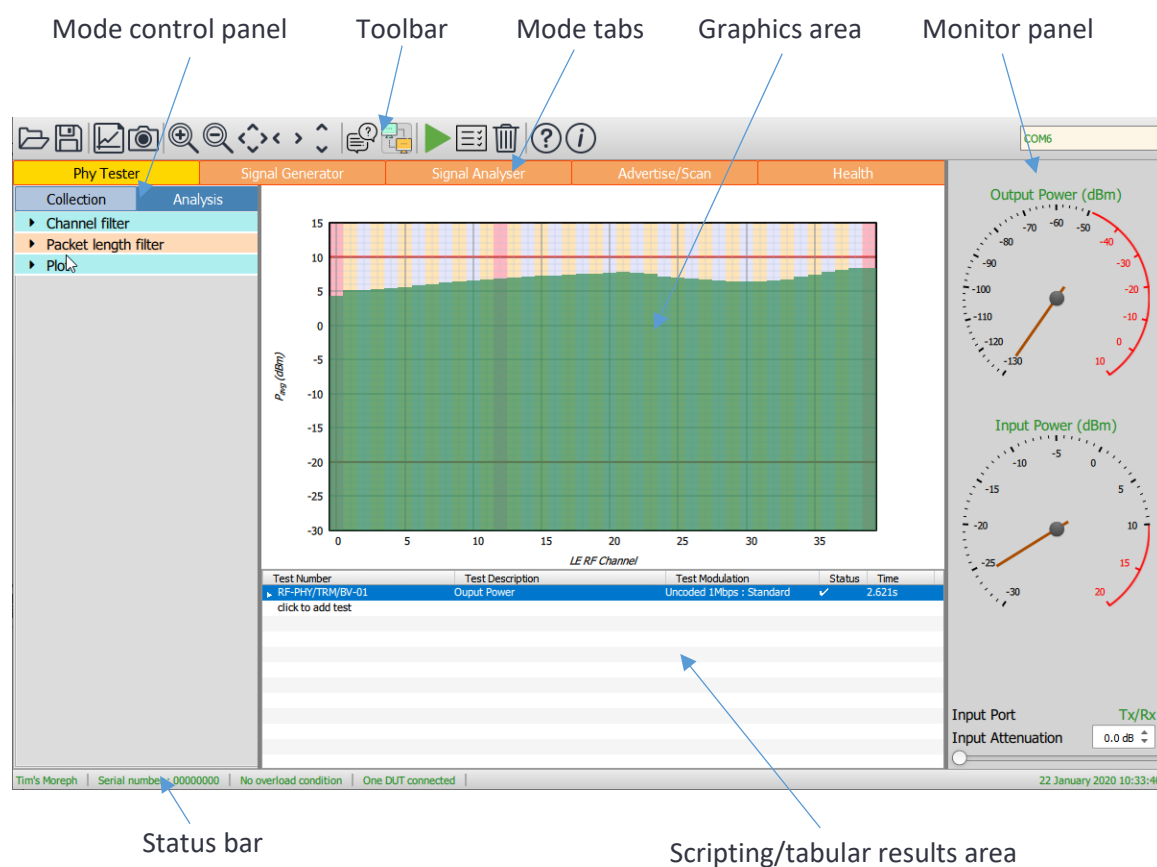 Mode control panel Toolbar Mode tabs Graphics area Monitor panel
COM6
Phy Tester Signal Generator Signal Analyser Advertise/Scan Health
Collection Analysis
Channel filter
Packet length filter
Plot
Output Power (dBm)
-130 -120 -110 -100 -90 -80 -70 -60 -50 -40 -30 -20 -10 0 10
Input Power (dBm)
-30 -25 -20 -15 -10 -5 0 5 10 15 20
Pavg (dBm)
15
10
5
0
-5
-10
-15
-20
-25
-30
0 5 10 15 20 25 30 35
LE RF Channel
Test Number Test Description Test Modulation Status Time
RF-PHY/TRM/BV-01 Ouput Power Uncoded 1Mbps : Standard ✓ 2.621s
click to add test
Input Port Tx/Rx
Input Attenuation 0.0 dB
Tim's Moreph | Serial number: 00000000 | No overload condition | One DUT connected | 22 January 2020
Status bar
Scripting/tabular results area